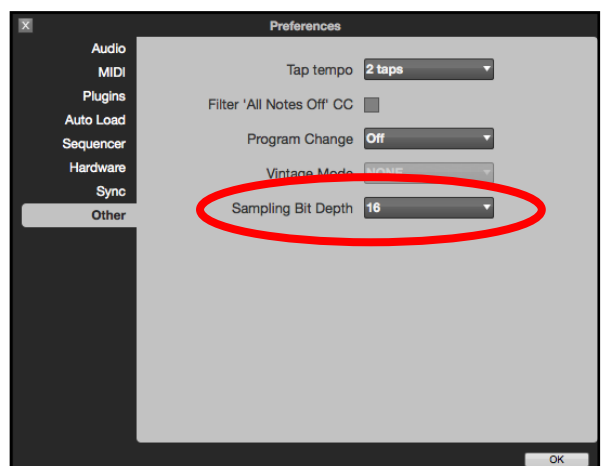 X Preferences
Audio
MIDI
Plugins
Auto Load
Sequencer
Hardware
Sync
Other
Tap tempo 2 taps
Filter 'All Notes Off' CC
Program Change Off
Vintage Mode NONE
Sampling Bit Depth 16
OK